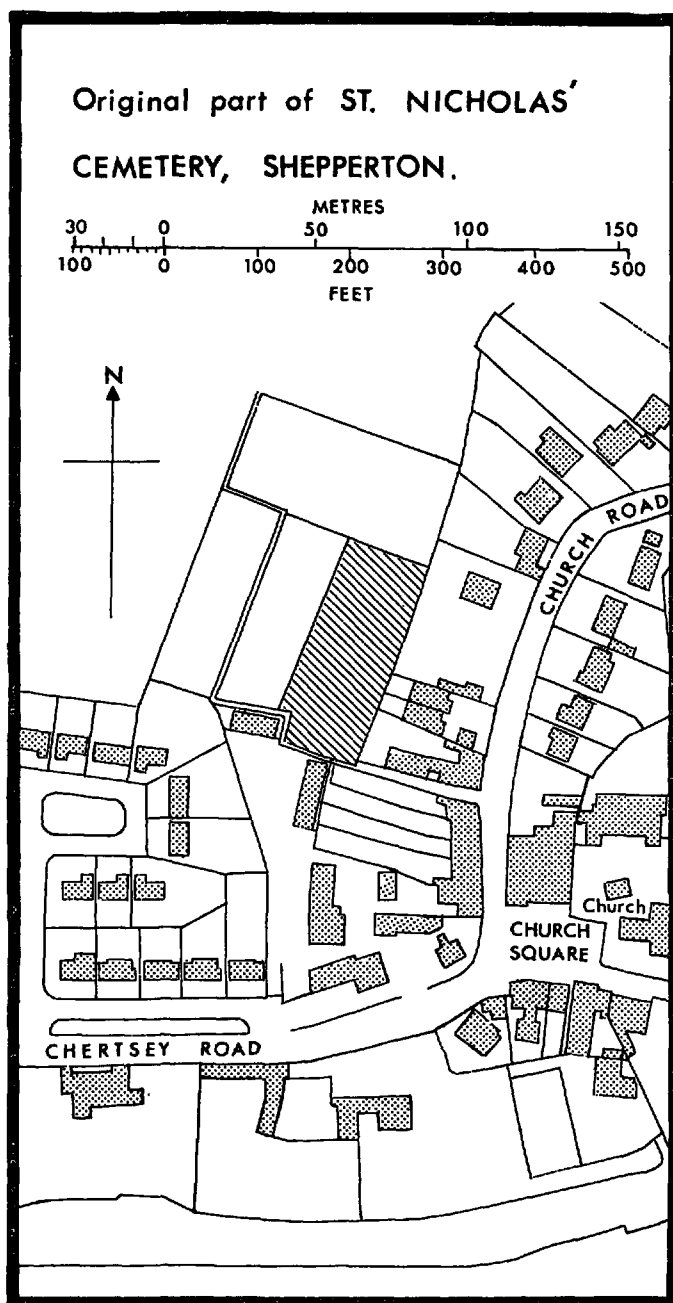 Original part of ST. NICHOLAS'
CEMETERY, SHEPPERTON.
METRES
30 0 50 100 150
100 0 100 200 300 400 500
FEET
N
CHURCH ROAD
Church
CHURCH
SQUARE
CHERTSEY ROAD